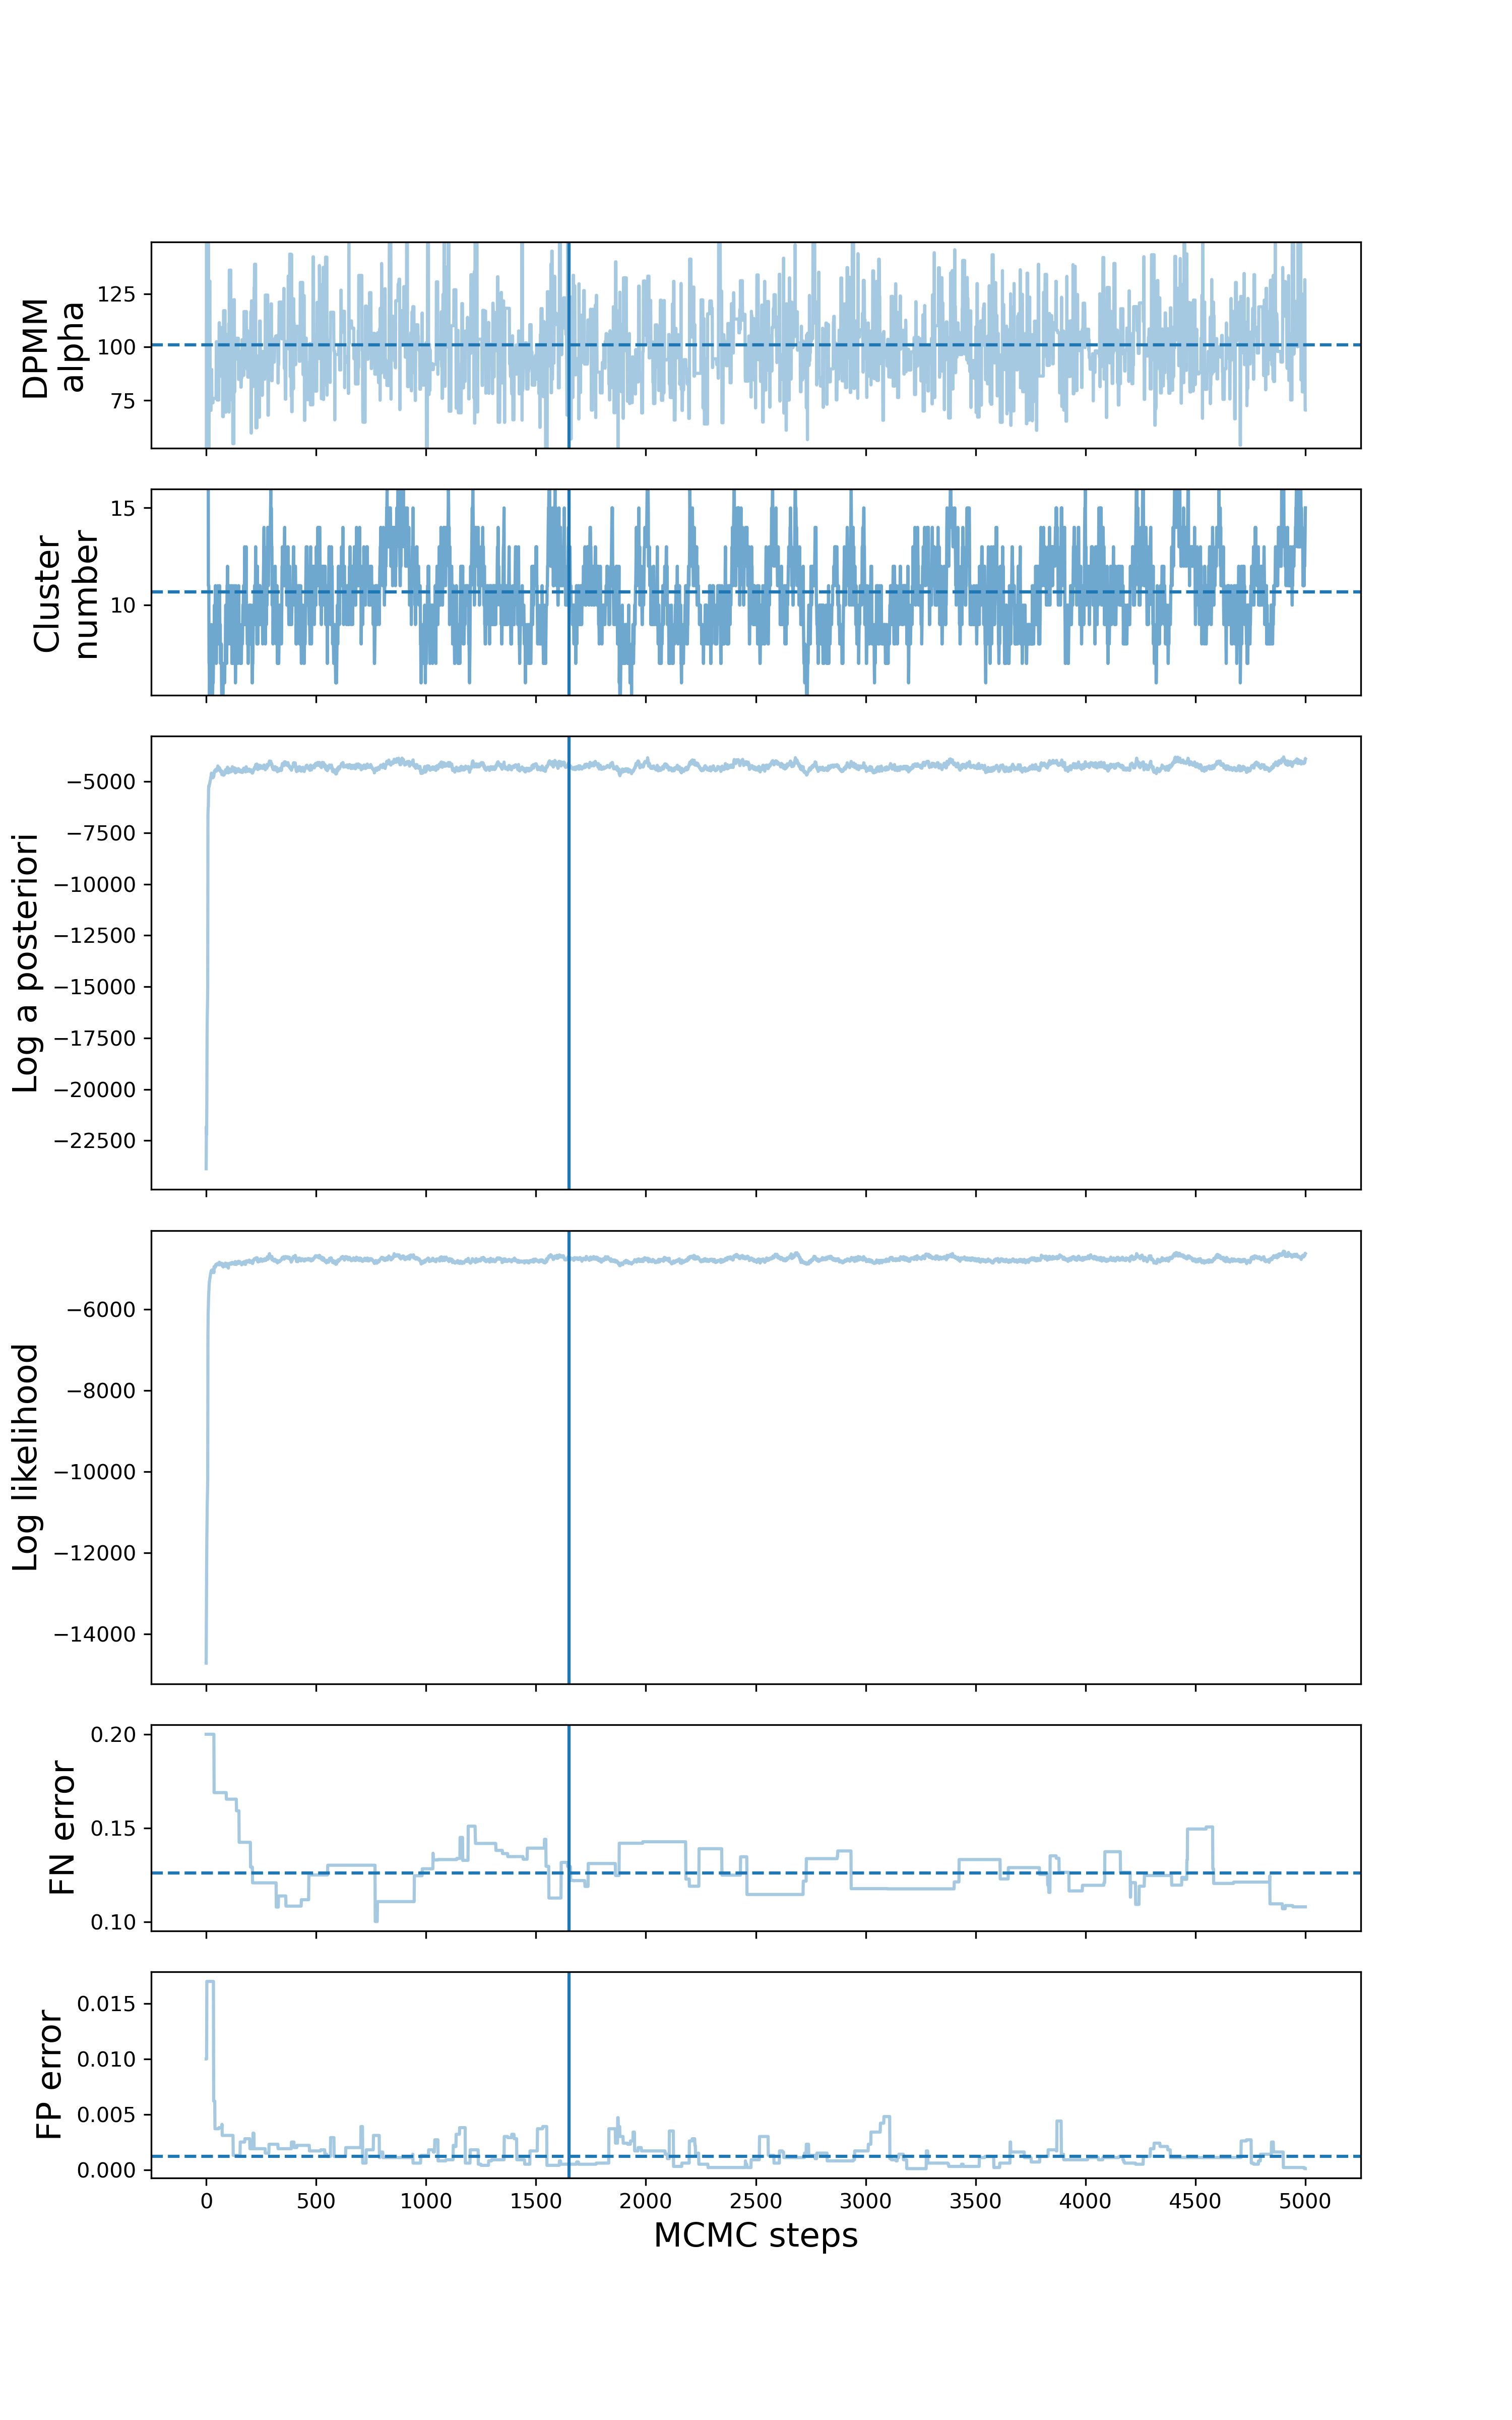 DPMM
alpha
125
100
75
Cluster
number
15
10
Log a posteriori
−5000
−7500
−10000
−12500
−15000
−17500
−20000
−22500
Log likelihood
−6000
−8000
−10000
−12000
−14000
FN error
0.20
0.15
0.10
FP error
0.015
0.010
0.005
0.000
0 500 1000 1500 2000 2500 3000 3500 4000 4500 5000
MCMC steps